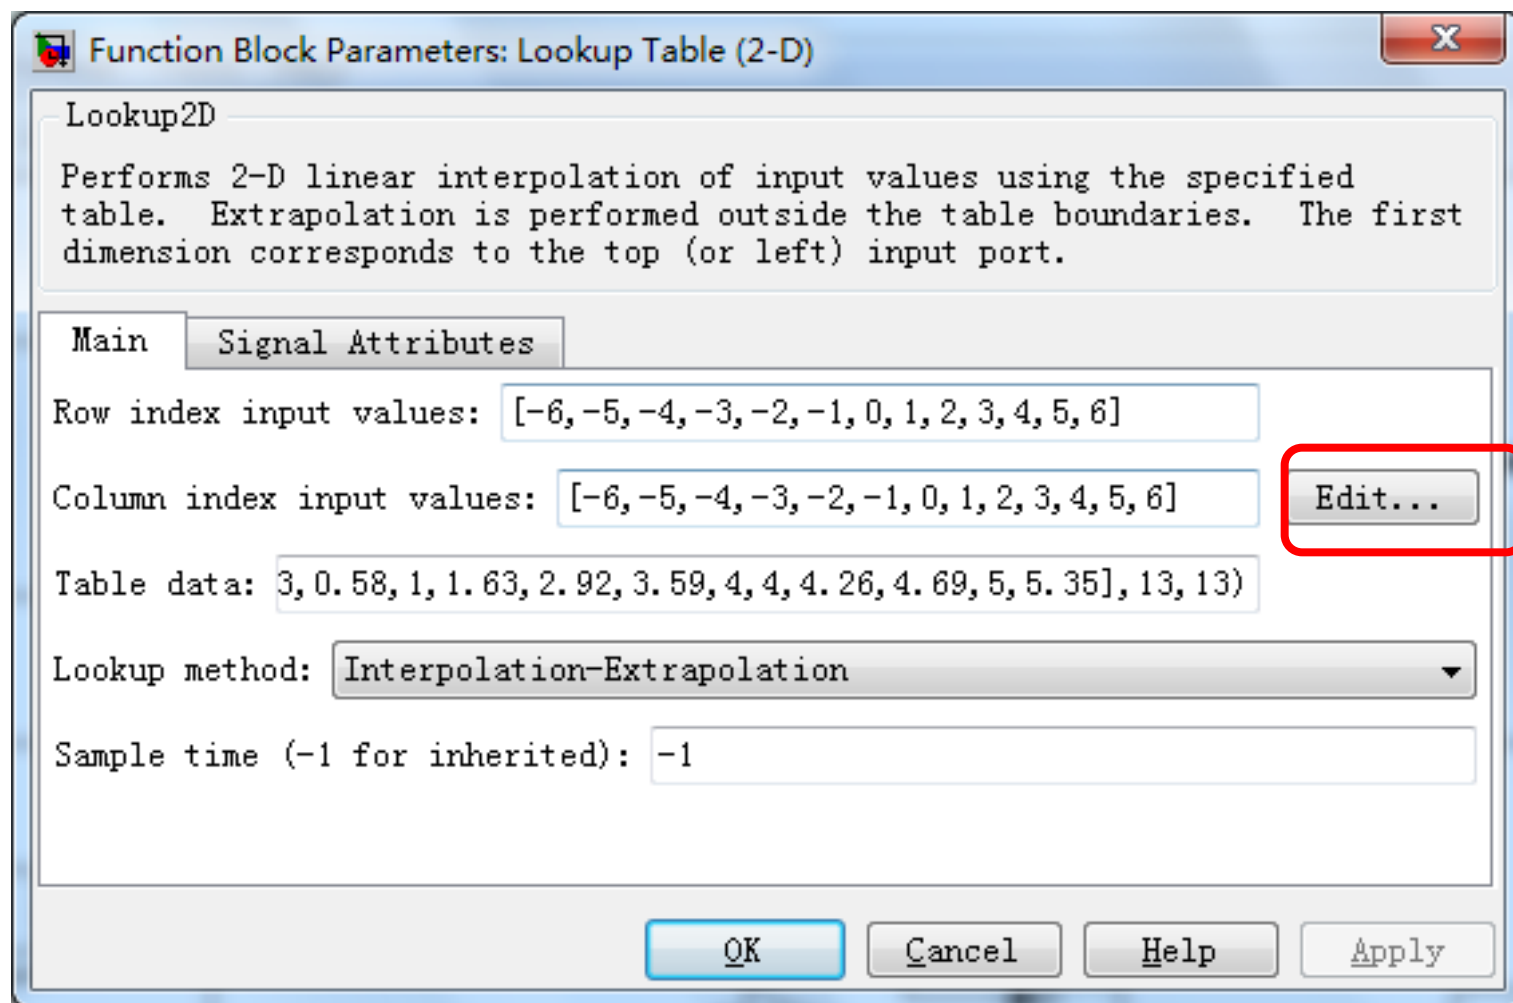 Function Block Parameters: Lookup Table (2-D)
Lookup2D
Performs 2-D linear interpolation of input values using the specified
table.  Extrapolation is performed outside the table boundaries.  The first
dimension corresponds to the top (or left) input port.
Main Signal Attributes
Row index input values: [-6,-5,-4,-3,-2,-1,0,1,2,3,4,5,6]
Column index input values: [-6,-5,-4,-3,-2,-1,0,1,2,3,4,5,6] Edit...
Table data: 3,0.58,1,1.63,2.92,3.59,4,4,4.26,4.69,5,5.35],13,13)
Lookup method: Interpolation-Extrapolation
Sample time (-1 for inherited): -1
OK Cancel Help Apply